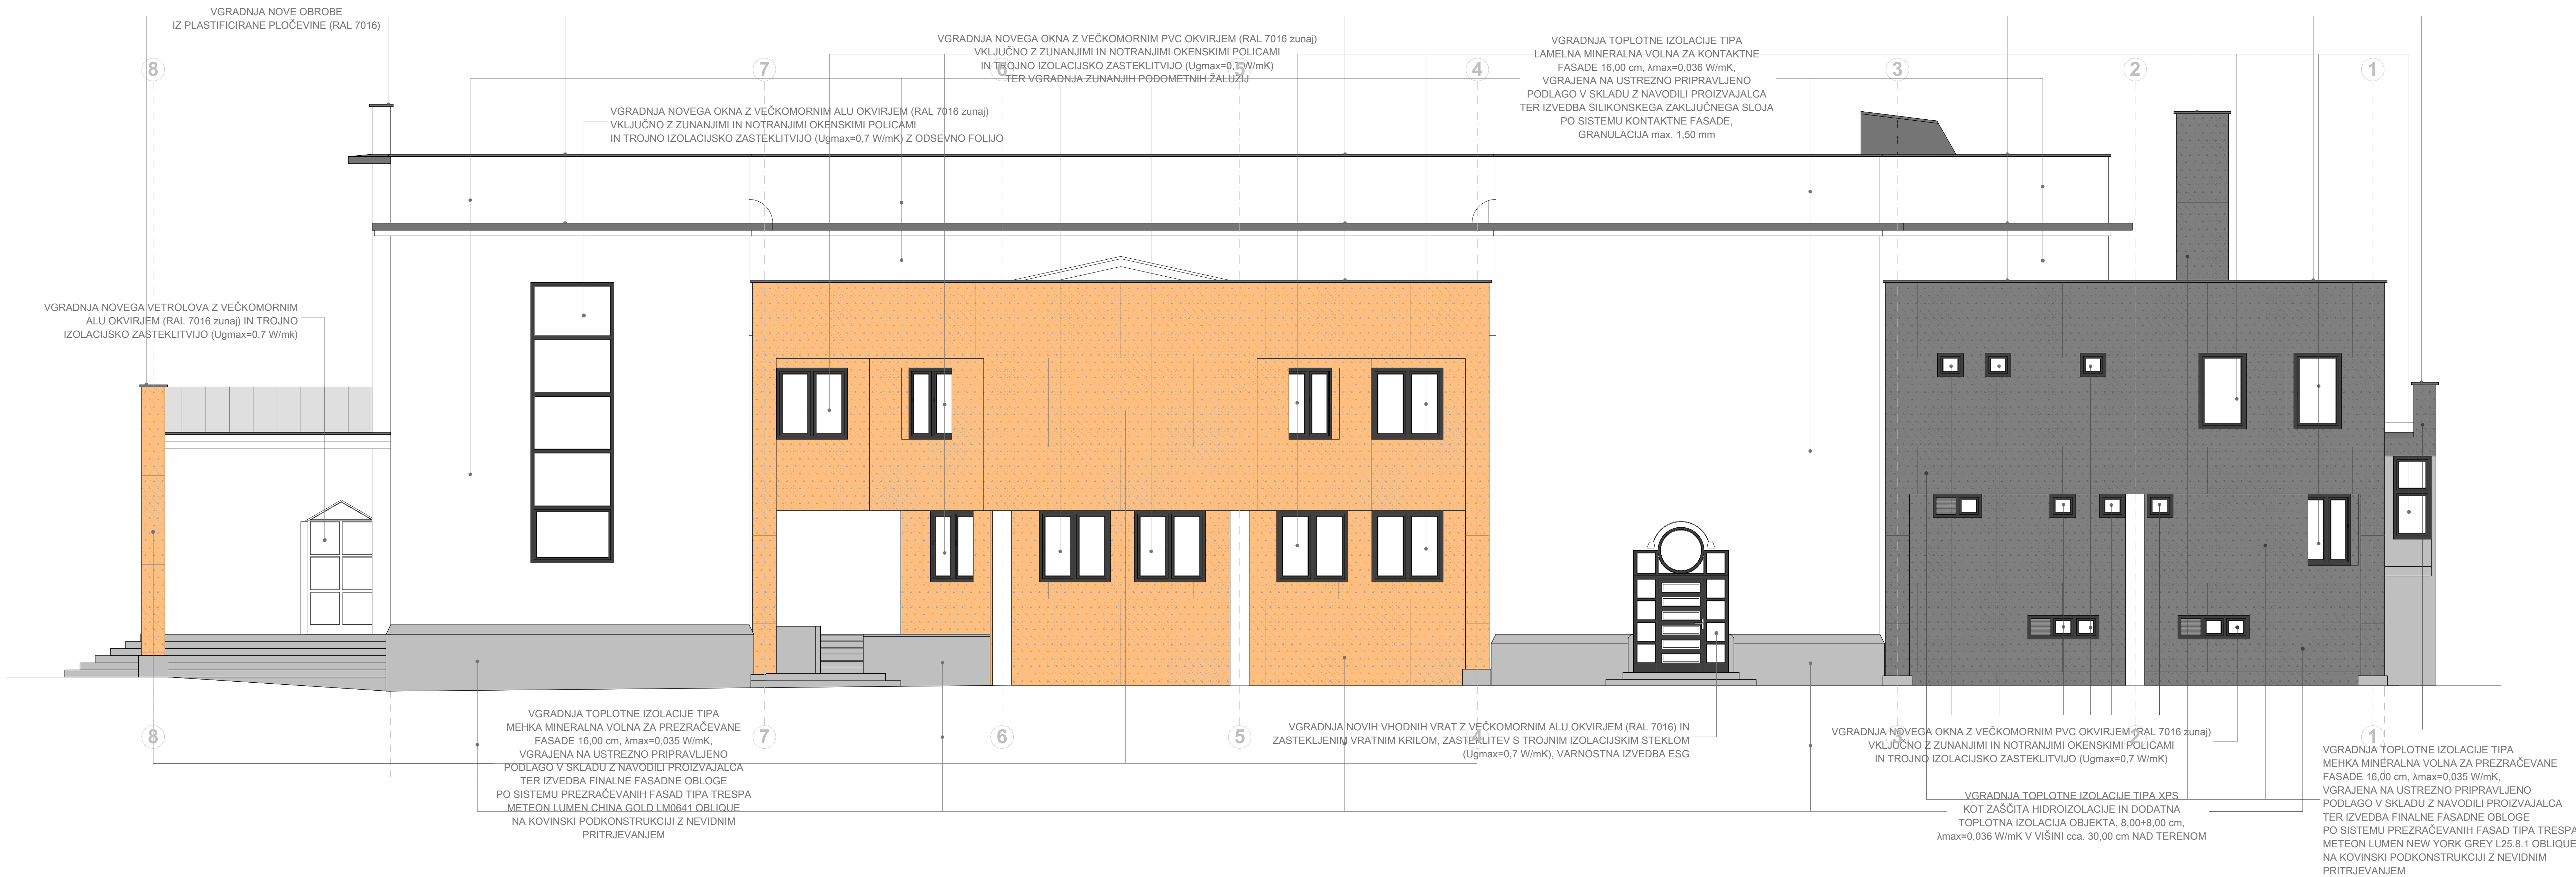 VGRADNJA NOVE OBROBE
IZ PLASTIFICIRANE PLOČEVINE (RAL 7016)
VGRADNJA NOVEGA OKNA Z VEČKOMORNIM PVC OKVIRJEM (RAL 7016 zunaj)
VKLJUČNO Z ZUNANJIMI IN NOTRANJIMI OKENSKIMI POLICAMI
IN TROJNO IZOLACIJSKO ZASTEKLITVIJO (Ugmax=0,7 W/mK)
TER VGRADNJA ZUNANJIH PODOMETNIH ŽALUZIJ
VGRADNJA TOPLOTNE IZOLACIJE TIPA
LAMELNA MINERALNA VOLNA ZA KONTAKTNE
FASADE 16,00 cm, λmax=0,036 W/mK,
VGRAJENA NA USTREZNO PRIPRAVLJENO
PODLAGO V SKLADU Z NAVODILI PROIZVAJALCA
TER IZVEDBA SILIKONSKEGA ZAKLJUČNEGA SLOJA
PO SISTEMU KONTAKTNE FASADE,
GRANULACIJA max. 1,50 mm
8 7 6 5 4 3 2 1
VGRADNJA NOVEGA OKNA Z VEČKOMORNIM ALU OKVIRJEM (RAL 7016 zunaj)
VKLJUČNO Z ZUNANJIMI IN NOTRANJIMI OKENSKIMI POLICAMI
IN TROJNO IZOLACIJSKO ZASTEKLITVIJO (Ugmax=0,7 W/mK) Z ODSEVNO FOLIJO
VGRADNJA NOVEGA VETROLOVA Z VEČKOMORNIM
ALU OKVIRJEM (RAL 7016 zunaj) IN TROJNO
IZOLACIJSKO ZASTEKLITVIJO (Ugmax=0,7 W/mk)
8 7 6 5 4 3 2 1
VGRADNJA TOPLOTNE IZOLACIJE TIPA
MEHKA MINERALNA VOLNA ZA PREZRAČEVANE
FASADE 16,00 cm, λmax=0,035 W/mK,
VGRAJENA NA USTREZNO PRIPRAVLJENO
PODLAGO V SKLADU Z NAVODILI PROIZVAJALCA
TER IZVEDBA FINALNE FASADNE OBLOGE
PO SISTEMU PREZRAČEVANIH FASAD TIPA TRESPA
METEON LUMEN CHINA GOLD LM0641 OBLIQUE
NA KOVINSKI PODKONSTRUKCIJI Z NEVIDNIM
PRITRJEVANJEM
VGRADNJA NOVIH VHODNIH VRAT Z VEČKOMORNIM ALU OKVIRJEM (RAL 7016) IN
ZASTEKLJENIM VRATNIM KRILOM, ZASTEKLITEV S TROJNIM IZOLACIJSKIM STEKLOM
(Ugmax=0,7 W/mK), VARNOSTNA IZVEDBA ESG
VGRADNJA NOVEGA OKNA Z VEČKOMORNIM PVC OKVIRJEM (RAL 7016 zunaj)
VKLJUČNO Z ZUNANJIMI IN NOTRANJIMI OKENSKIMI POLICAMI
IN TROJNO IZOLACIJSKO ZASTEKLITVIJO (Ugmax=0,7 W/mK)
VGRADNJA TOPLOTNE IZOLACIJE TIPA XPS
KOT ZAŠČITA HIDROIZOLACIJE IN DODATNA
TOPLOTNA IZOLACIJA OBJEKTA, 8,00+8,00 cm,
λmax=0,036 W/mK V VIŠINI cca. 30,00 cm NAD TERENOM
VGRADNJA TOPLOTNE IZOLACIJE TIPA
MEHKA MINERALNA VOLNA ZA PREZRAČEVANE
FASADE 16,00 cm, λmax=0,035 W/mK,
VGRAJENA NA USTREZNO PRIPRAVLJENO
PODLAGO V SKLADU Z NAVODILI PROIZVAJALCA
TER IZVEDBA FINALNE FASADNE OBLOGE
PO SISTEMU PREZRAČEVANIH FASAD TIPA TRESPA
METEON LUMEN NEW YORK GREY L25.8.1 OBLIQUE
NA KOVINSKI PODKONSTRUKCIJI Z NEVIDNIM
PRITRJEVANJEM